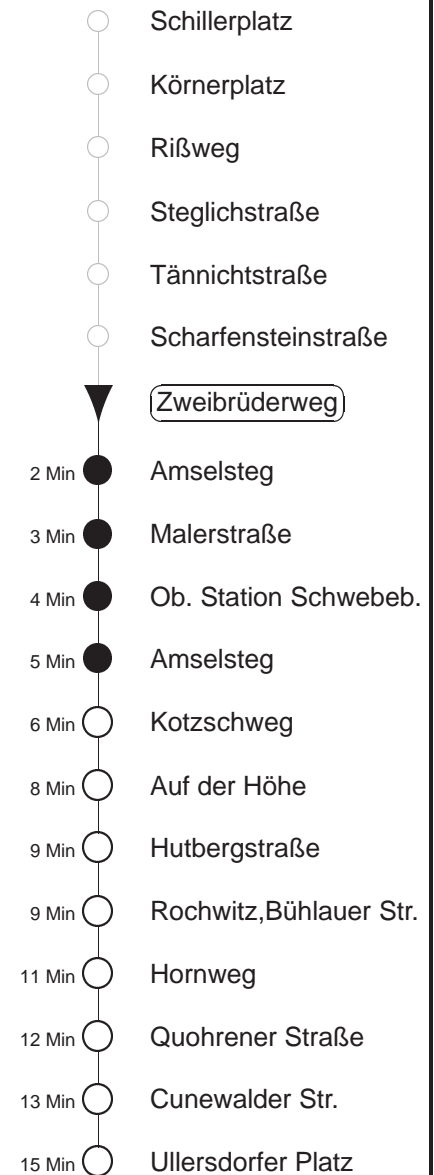 Schillerplatz
Körnerplatz
Rißweg
Steglichstraße
Tännichtstraße
Scharfensteinstraße
Zweibrüderweg
2 Min Amselsteg
3 Min Malerstraße
4 Min Ob. Station Schwebeb.
5 Min Amselsteg
6 Min Kotzschweg
8 Min Auf der Höhe
9 Min Hutbergstraße
9 Min Rochwitz,Bühlauer Str.
11 Min Hornweg
12 Min Quohrener Straße
13 Min Cunewalder Str.
15 Min Ullersdorfer Platz